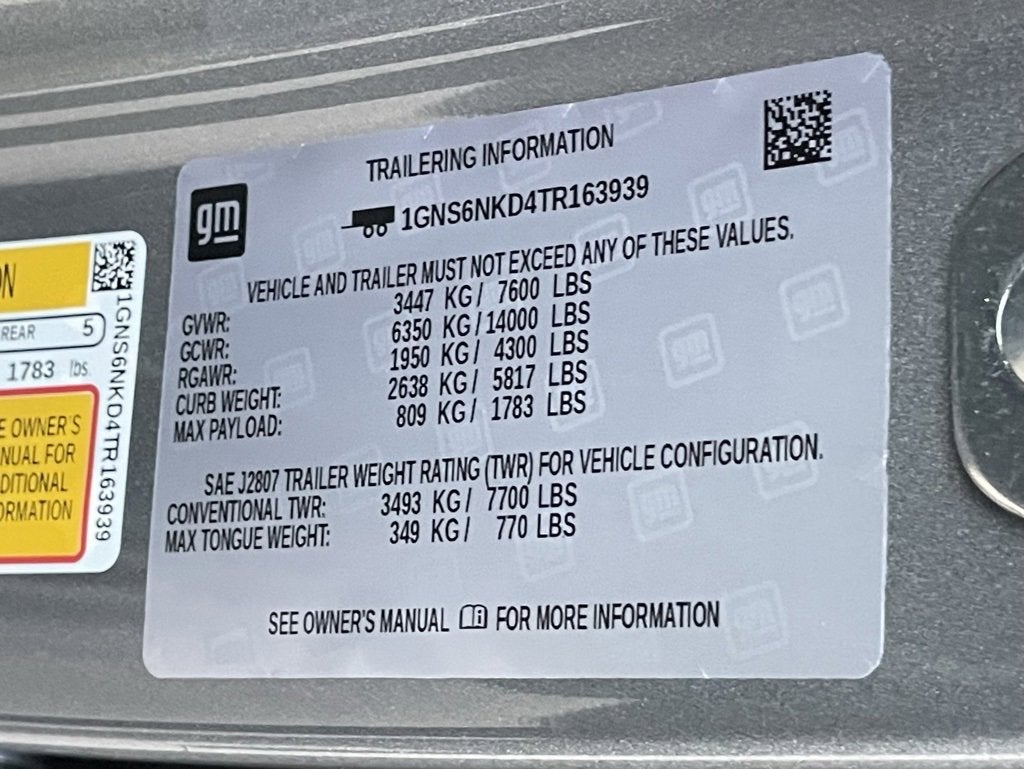 gm
TRAILERING INFORMATION
1GNS6NKD4TR163939
VEHICLE AND TRAILER MUST NOT EXCEED ANY OF THESE VALUES.
GVWR: 3447 KG/ 7600 LBS
GCWR: 6350 KG/14000 LBS
RGAWR: 1950 KG/ 4300 LBS
CURB WEIGHT: 2638 KG/ 5817 LBS
MAX PAYLOAD: 809 KG/ 1783 LBS
SAE J2807 TRAILER WEIGHT RATING (TWR) FOR VEHICLE CONFIGURATION.
CONVENTIONAL TWR: 3493 KG/ 7700 LBS
MAX TONGUE WEIGHT: 349 KG/ 770 LBS
SEE OWNER'S MANUAL FOR MORE INFORMATION
ON
REAR 5
1783 lbs.
E OWNER'S
NUAL FOR
DITIONAL
ORMATION
1GNS6NKD4TR163939